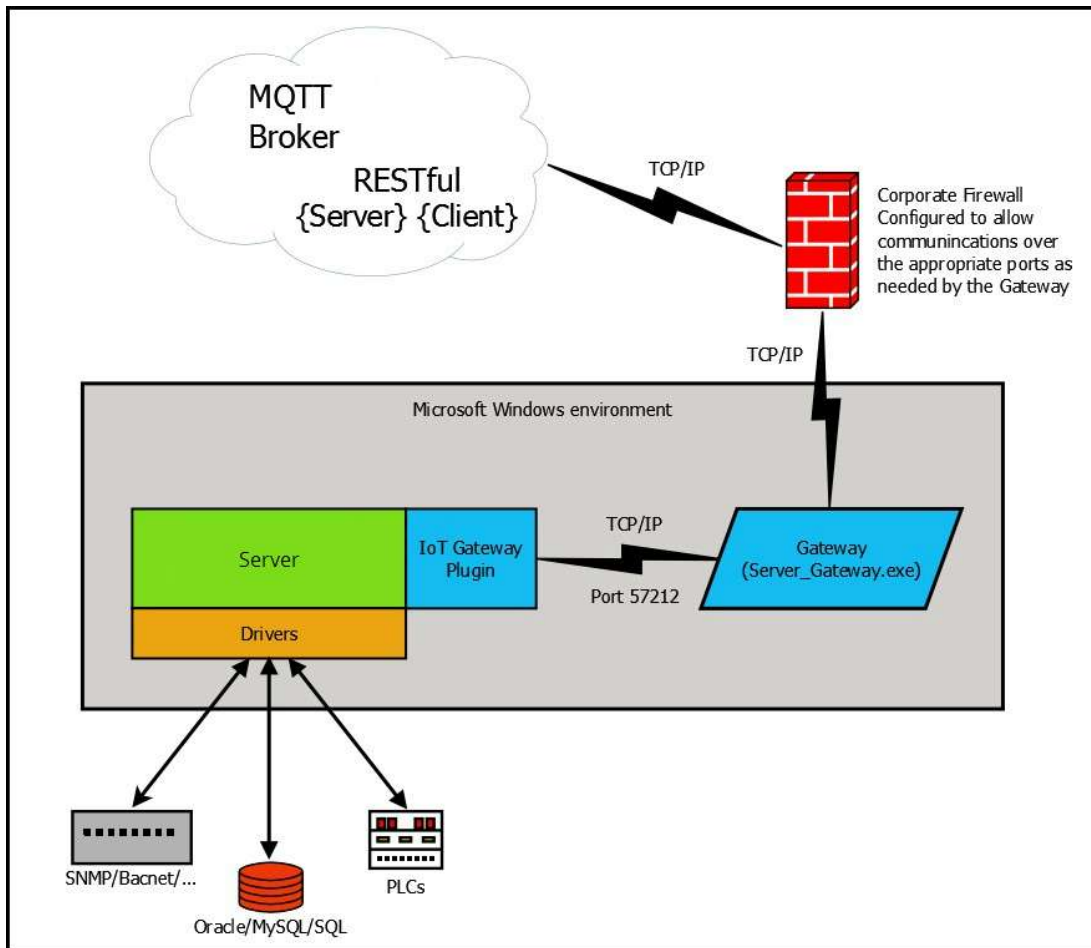 MQTT
Broker
RESTful
{Server} {Client}
TCP/IP
Corporate Firewall
Configured to allow
communincations over
the appropriate ports as
needed by the Gateway
TCP/IP
Microsoft Windows environment
Server
IoT Gateway
Plugin
TCP/IP
Port 57212
Gateway
(Server_Gateway.exe)
Drivers
SNMP/Bacnet/...
Oracle/MySQL/SQL
PLCs